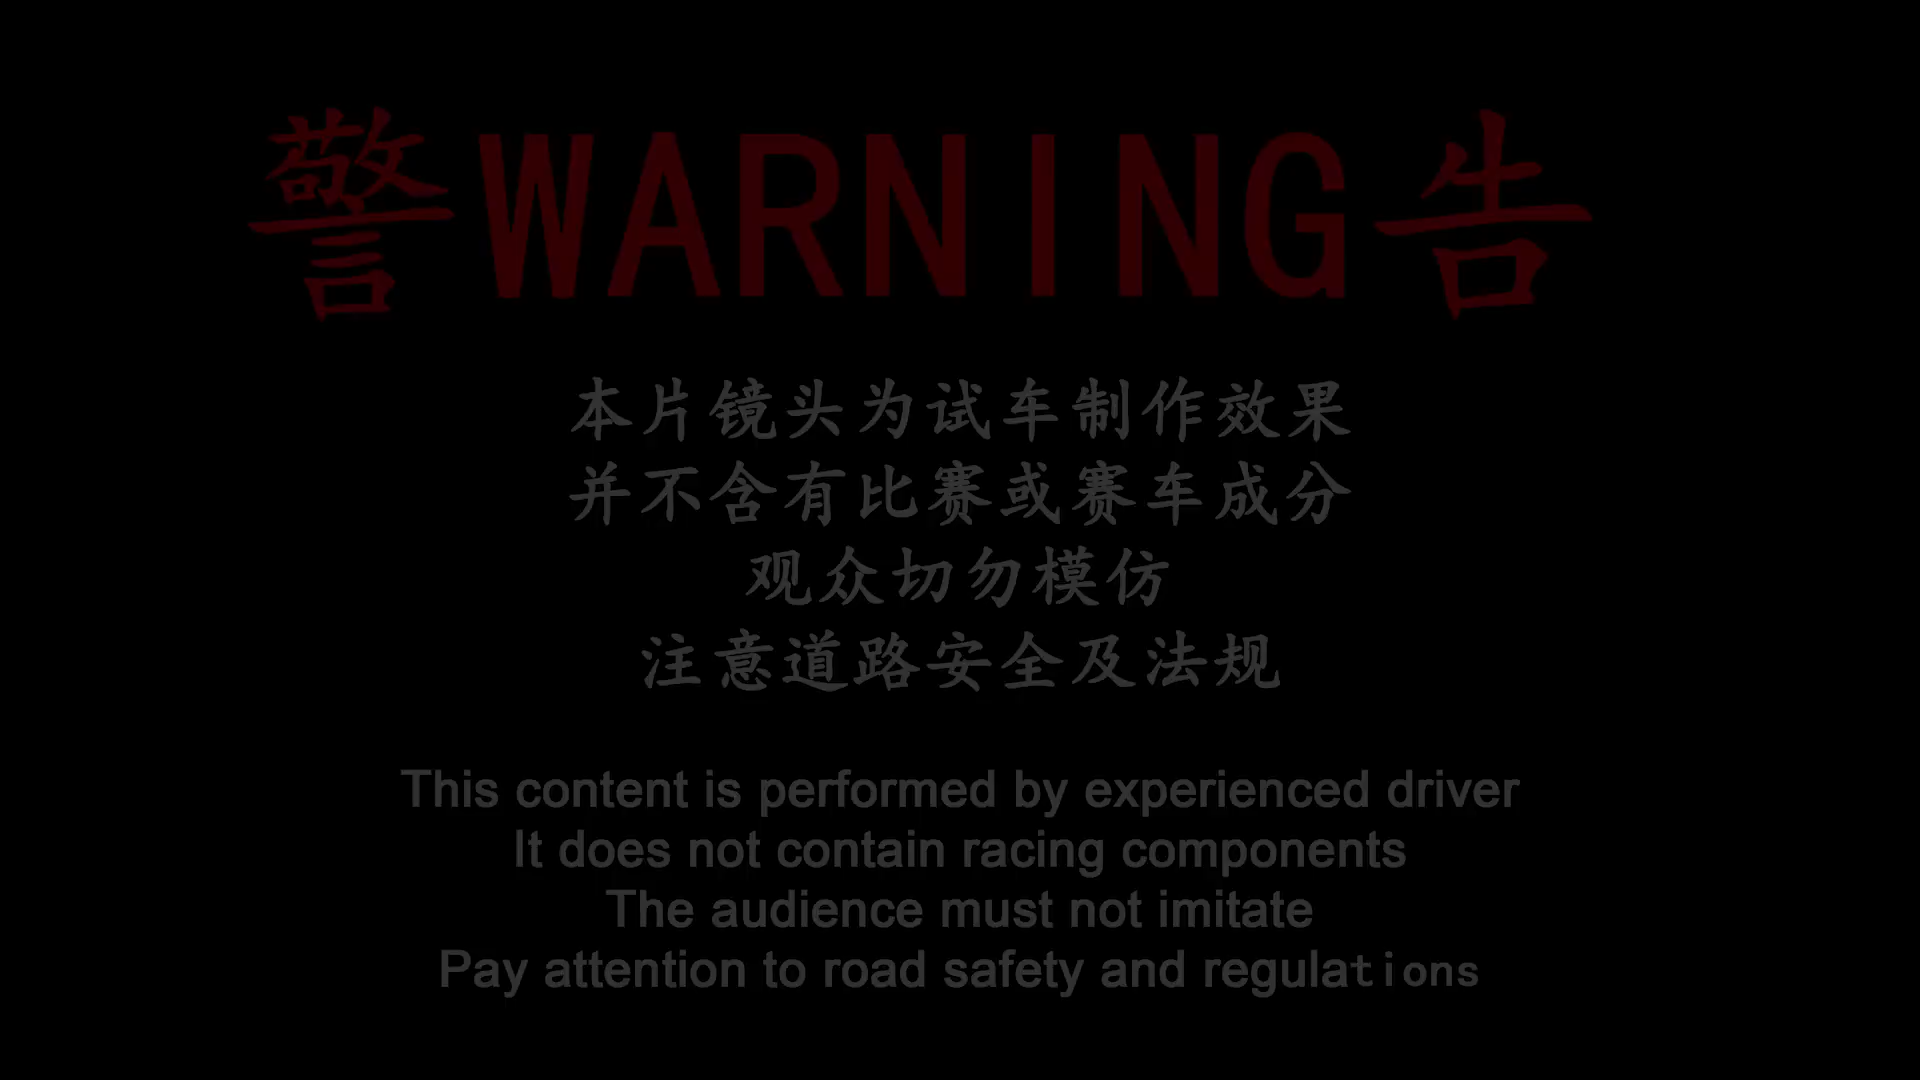 警WARNING告
本片镜头为试车制作效果
并不含有比赛或赛车成分
观众切勿模仿
注意道路安全及法规
This content is performed by experienced driver
It does not contain racing components
The audience must not imitate
Pay attention to road safety and regulations